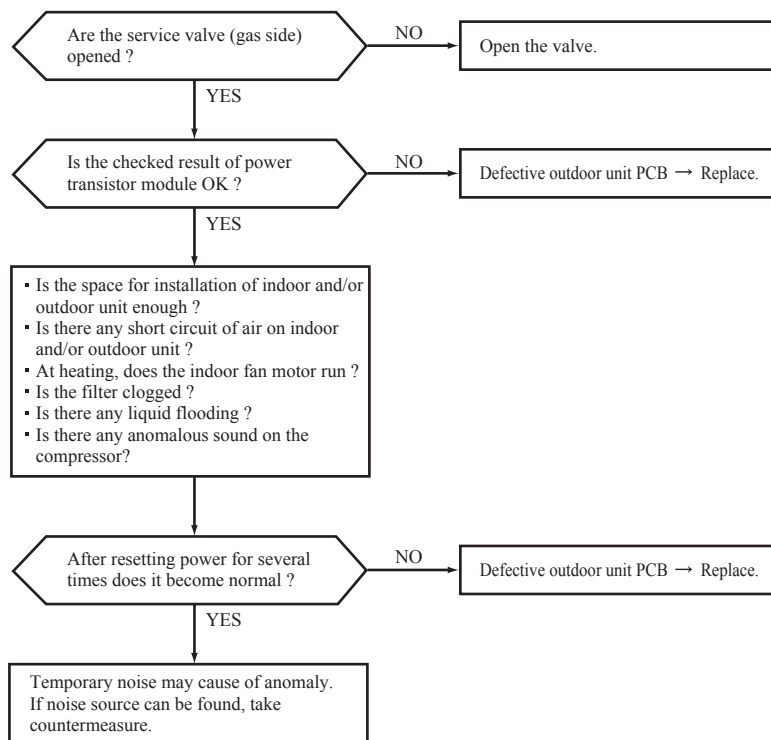 Are the service valve (gas side)
opened ?
NO
Open the valve.
YES
Is the checked result of power
transistor module OK ?
NO
Defective outdoor unit PCB → Replace.
YES
・Is the space for installation of indoor and/or
outdoor unit enough ?
・Is there any short circuit of air on indoor
and/or outdoor unit ?
・At heating, does the indoor fan motor run ?
・Is the filter clogged ?
・Is there any liquid flooding ?
・Is there any anomalous sound on the
compressor?
After resetting power for several
times does it become normal ?
NO
Defective outdoor unit PCB → Replace.
YES
Temporary noise may cause of anomaly.
If noise source can be found, take
countermeasure.